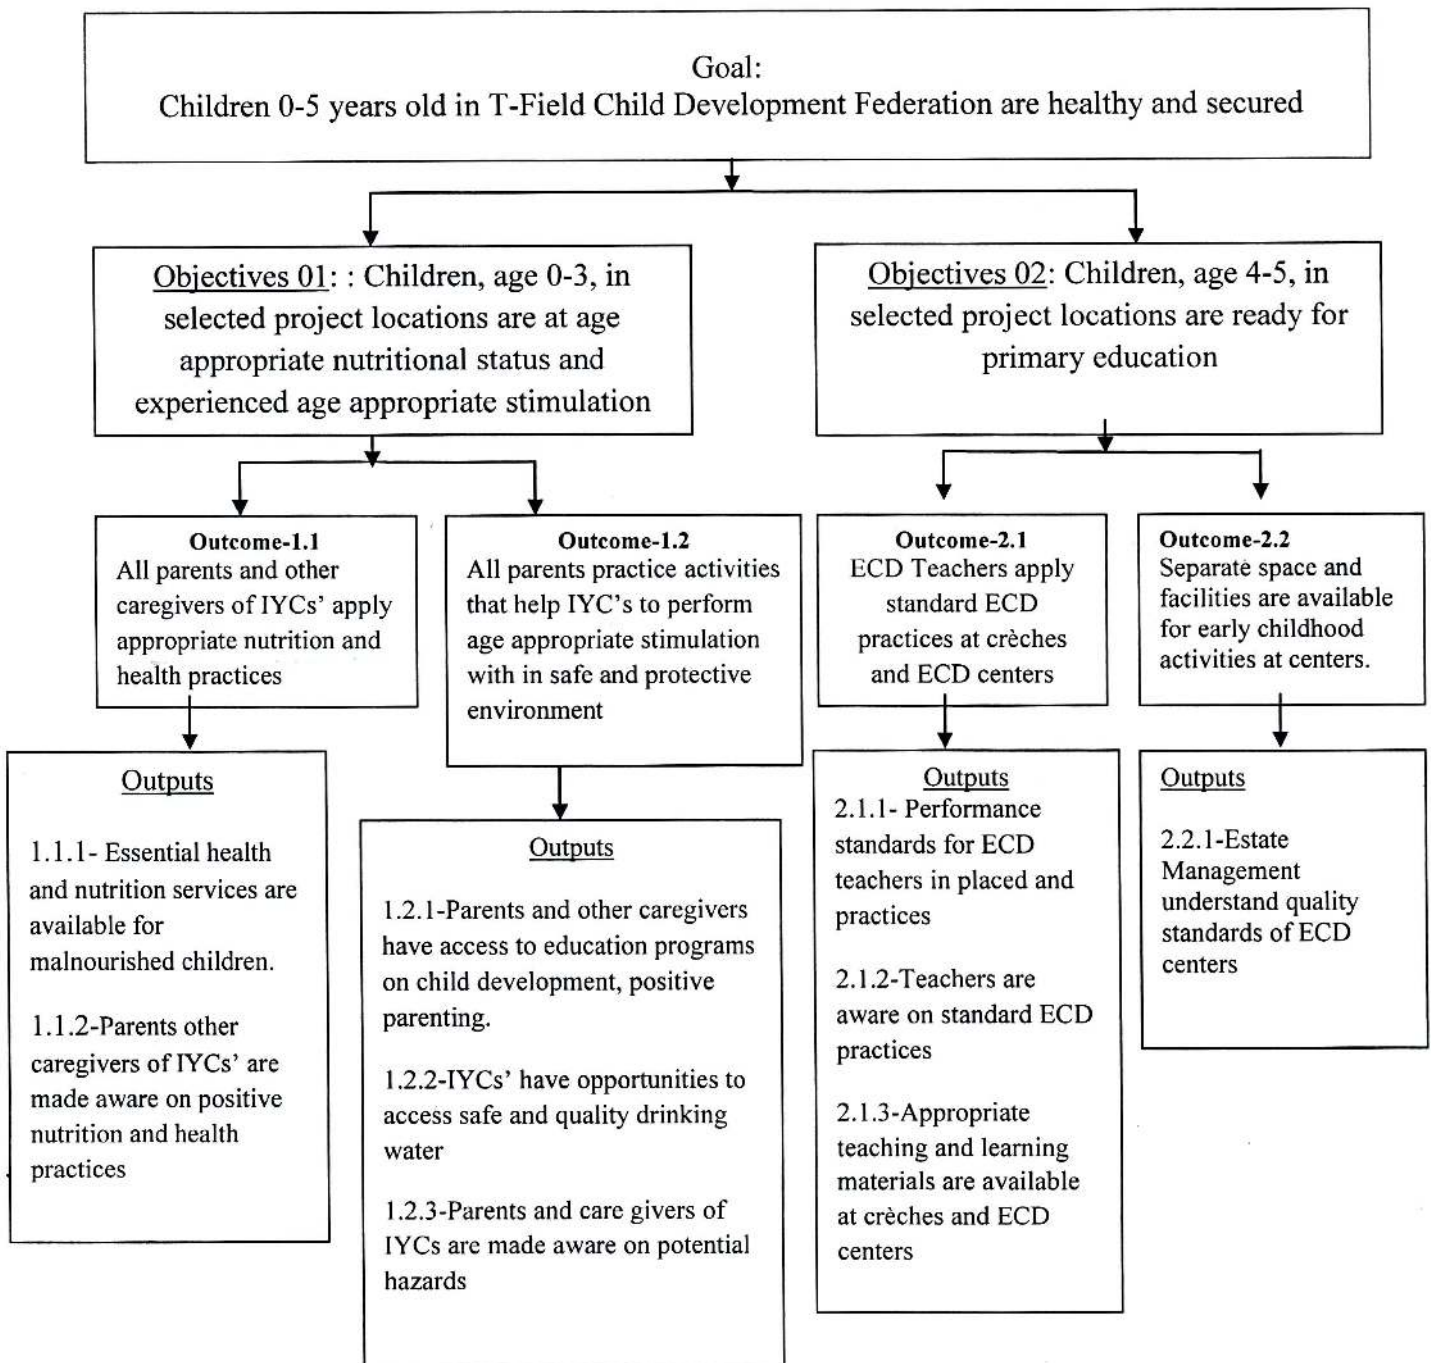 Goal:
Children 0-5 years old in T-Field Child Development Federation are healthy and secured
Objectives 01: : Children, age 0-3, in
selected project locations are at age
appropriate nutritional status and
experienced age appropriate stimulation
Objectives 02: Children, age 4-5, in
selected project locations are ready for
primary education
Outcome-1.1
All parents and other
caregivers of IYCs’ apply
appropriate nutrition and
health practices
Outcome-1.2
All parents practice activities
that help IYC’s to perform
age appropriate stimulation
with in safe and protective
environment
Outcome-2.1
ECD Teachers apply
standard ECD
practices at crèches
and ECD centers
Outcome-2.2
Separate space and
facilities are available
for early childhood
activities at centers.
Outputs
1.1.1- Essential health
and nutrition services are
available for
malnourished children.
1.1.2-Parents other
caregivers of IYCs’ are
made aware on positive
nutrition and health
practices
Outputs
1.2.1-Parents and other caregivers
have access to education programs
on child development, positive
parenting.
1.2.2-IYCs’ have opportunities to
access safe and quality drinking
water
1.2.3-Parents and care givers of
IYCs are made aware on potential
hazards
Outputs
2.1.1- Performance
standards for ECD
teachers in placed and
practices
2.1.2-Teachers are
aware on standard ECD
practices
2.1.3-Appropriate
teaching and learning
materials are available
at crèches and ECD
centers
Outputs
2.2.1-Estate
Management
understand quality
standards of ECD
centers